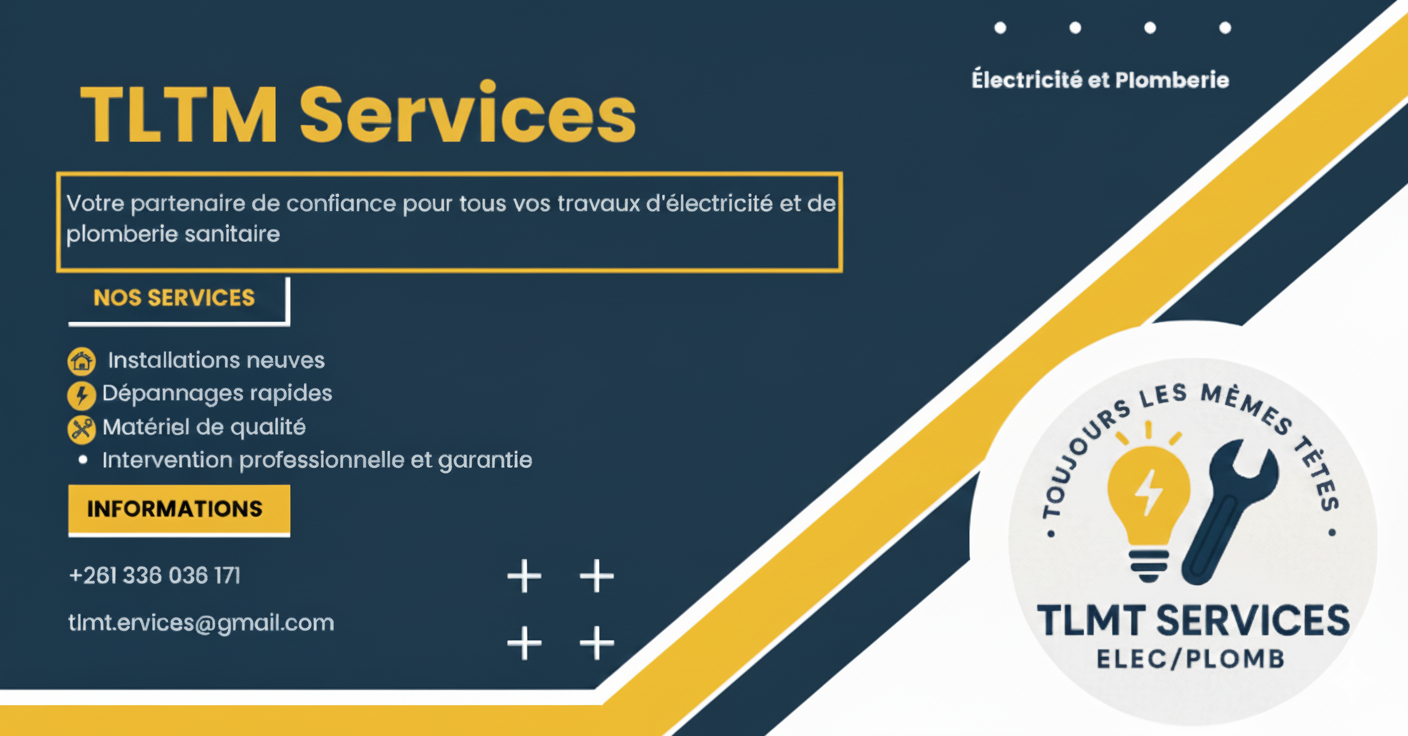 Électricité et Plomberie
TLTM Services
Votre partenaire de confiance pour tous vos travaux d'électricité et de
plomberie sanitaire
NOS SERVICES
Installations neuves
Dépannages rapides
Matériel de qualité
• Intervention professionnelle et garantie
INFORMATIONS
+261 336 036 171
tlmt.ervices@gmail.com
• TOUJOURS LES MÊMES TÊTES •
TLMT SERVICES
ELEC/PLOMB